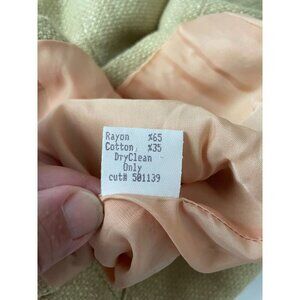 Rayon %65
Cotton, %35
DryClean
Only
cut# 501139